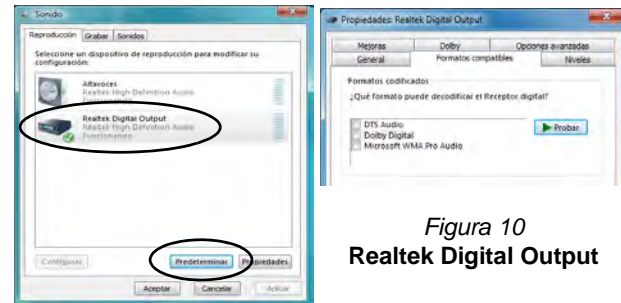 Sonido
Reproducción Grabar Sonidos
Seleccione un dispositivo de reproducción para modificar su
configuración:
Altavoces
Realtek High Definition Audio
Funcionando
Realtek Digital Output
Realtek High Definition Audio
Funcionando
Configurar Predeterminar Propiedades
Aceptar Cancelar Aplicar
Propiedades: Realtek Digital Output
Mejoras Dolby Opciones avanzadas
General Formatos compatibles Niveles
Formatos codificados
¿Qué formato puede decodificar el Receptor digital?
DTS Audio
Dolby Digital
Microsoft WMA Pro Audio
Probar
Figura 10
Realtek Digital Output